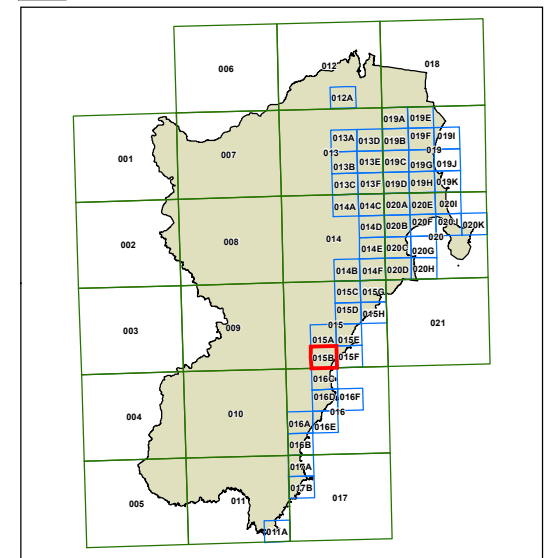 006 012 018
012A
019A 019E
001 007 013A 013D 019B 019F 019I
013 019
013B 013E 019C 019G 019J
013C 013F 019D 019H 019K
014A 014C 020A 020E 020I
002 008 014 014D 020B 020F 020J 020K
020
014E 020C 020G
014B 014F 020D 020H
015C 015G
003 009 015D 015H 021
015
015A 015E
015B 015F
016C
004 010 016D 016F
016
016A 016E
016B
017A
005 011 017B 017
011A